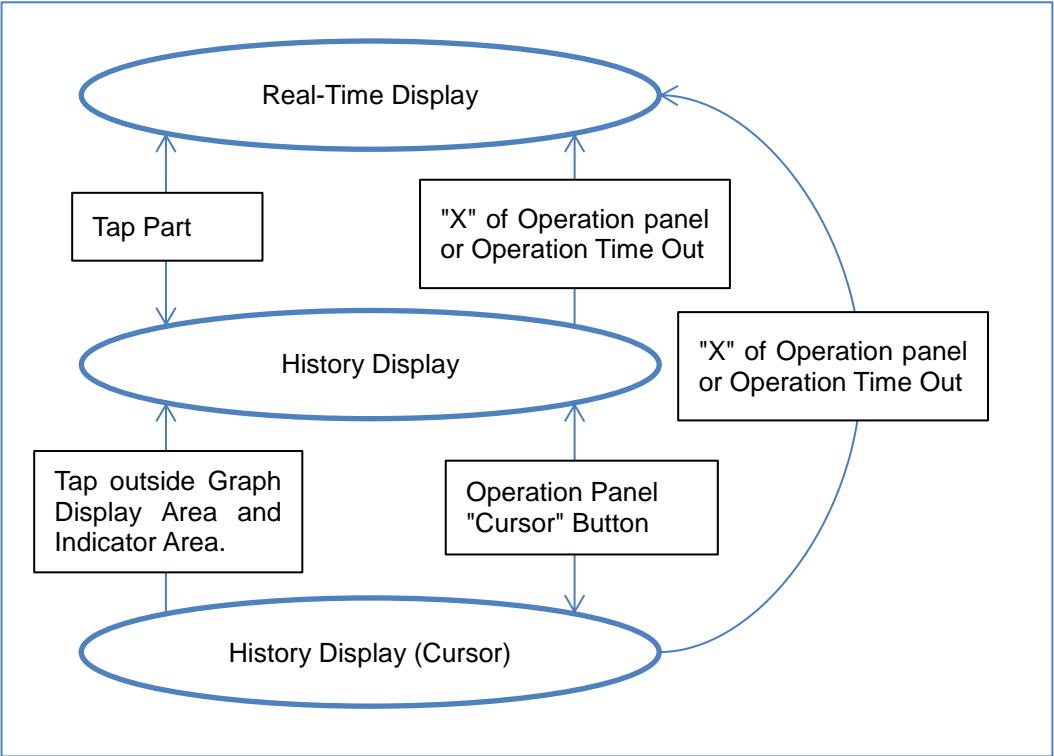 Real-Time Display
Tap Part
"X" of Operation panel
or Operation Time Out
"X" of Operation panel
or Operation Time Out
History Display
Tap outside Graph
Display Area and
Indicator Area.
Operation Panel
"Cursor" Button
History Display (Cursor)